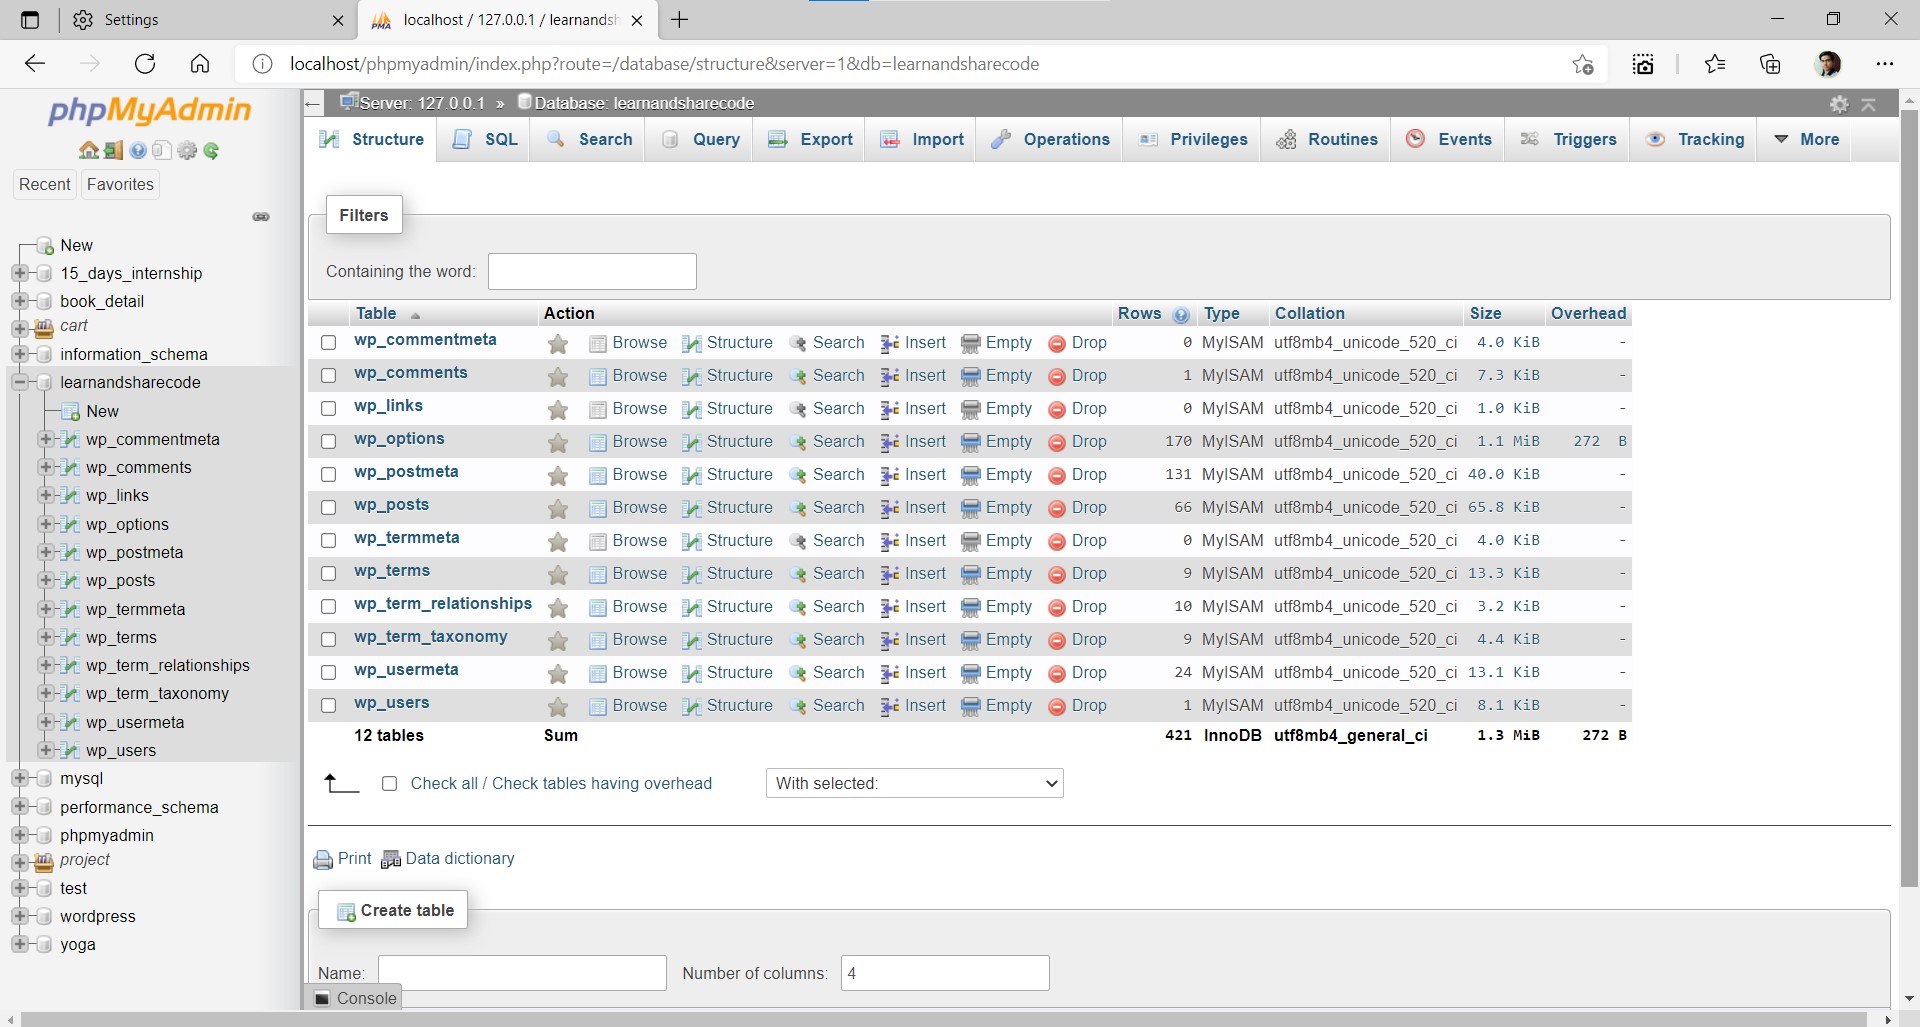 Settings
localhost / 127.0.0.1 / learnandsh
localhost/phpmyadmin/index.php?route=/database/structure&server=1&db=learnandsharecode
phpMyAdmin
Recent Favorites
New
15_days_internship
book_detail
cart
information_schema
learnandsharecode
New
wp_commentmeta
wp_comments
wp_links
wp_options
wp_postmeta
wp_posts
wp_termmeta
wp_terms
wp_term_relationships
wp_term_taxonomy
wp_usermeta
wp_users
mysql
performance_schema
phpmyadmin
project
test
wordpress
yoga
Server: 127.0.0.1 » Database: learnandsharecode
Structure SQL Search Query Export Import Operations Privileges Routines Events Triggers Tracking More
Filters
Containing the word:
Table Action Rows Type Collation Size Overhead
wp_commentmeta Browse Structure Search Insert Empty Drop 0 MyISAM utf8mb4_unicode_520_ci 4.0 KiB -
wp_comments Browse Structure Search Insert Empty Drop 1 MyISAM utf8mb4_unicode_520_ci 7.3 KiB -
wp_links Browse Structure Search Insert Empty Drop 0 MyISAM utf8mb4_unicode_520_ci 1.0 KiB -
wp_options Browse Structure Search Insert Empty Drop 170 MyISAM utf8mb4_unicode_520_ci 1.1 MiB 272 B
wp_postmeta Browse Structure Search Insert Empty Drop 131 MyISAM utf8mb4_unicode_520_ci 40.0 KiB -
wp_posts Browse Structure Search Insert Empty Drop 66 MyISAM utf8mb4_unicode_520_ci 65.8 KiB -
wp_termmeta Browse Structure Search Insert Empty Drop 0 MyISAM utf8mb4_unicode_520_ci 4.0 KiB -
wp_terms Browse Structure Search Insert Empty Drop 9 MyISAM utf8mb4_unicode_520_ci 13.3 KiB -
wp_term_relationships Browse Structure Search Insert Empty Drop 10 MyISAM utf8mb4_unicode_520_ci 3.2 KiB -
wp_term_taxonomy Browse Structure Search Insert Empty Drop 9 MyISAM utf8mb4_unicode_520_ci 4.4 KiB -
wp_usermeta Browse Structure Search Insert Empty Drop 24 MyISAM utf8mb4_unicode_520_ci 13.1 KiB -
wp_users Browse Structure Search Insert Empty Drop 1 MyISAM utf8mb4_unicode_520_ci 8.1 KiB -
12 tables Sum 421 InnoDB utf8mb4_general_ci 1.3 MiB 272 B
Check all / Check tables having overhead With selected:
Print Data dictionary
Create table
Name: Number of columns: 4
Console